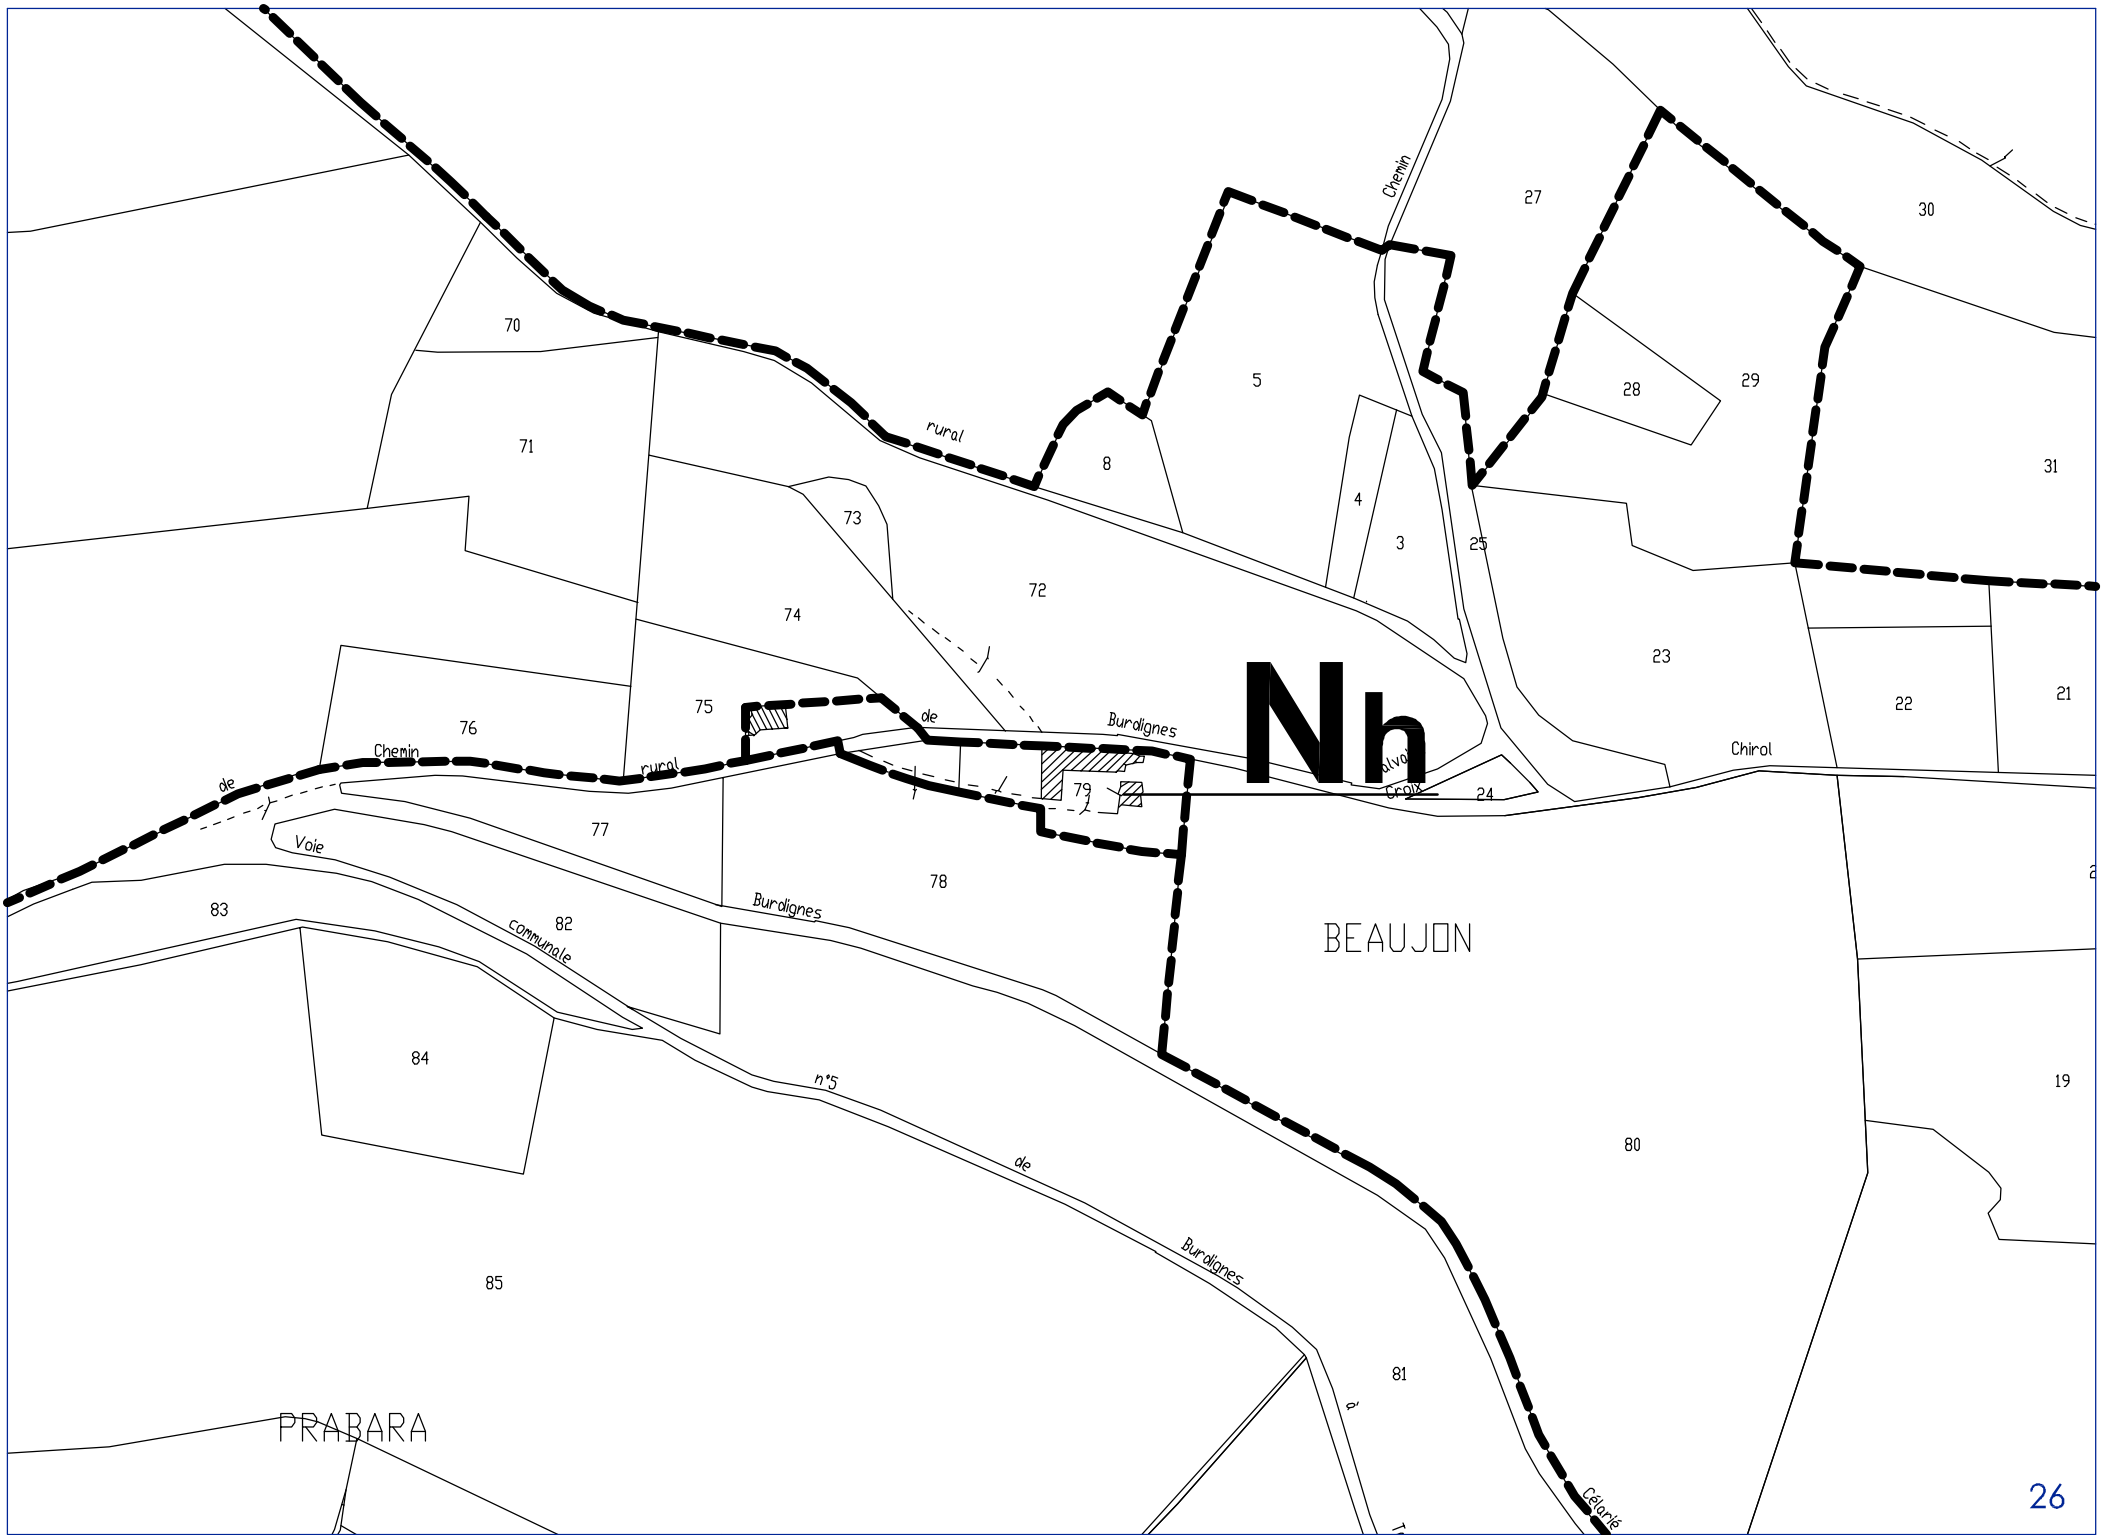 Chemin
27
30
70
5
28
29
71
rural
8
31
4
73
3
25
72
74
23
75
22
21
76
de
Burdignes
Nh
Chemin
rural
Chirol
de
79
Croix
24
77
Voie
78
83
82
Burdignes
communale
BEAUJON
84
n°5
19
80
de
Burdignes
85
81
à
PRABARA
Célarié
26